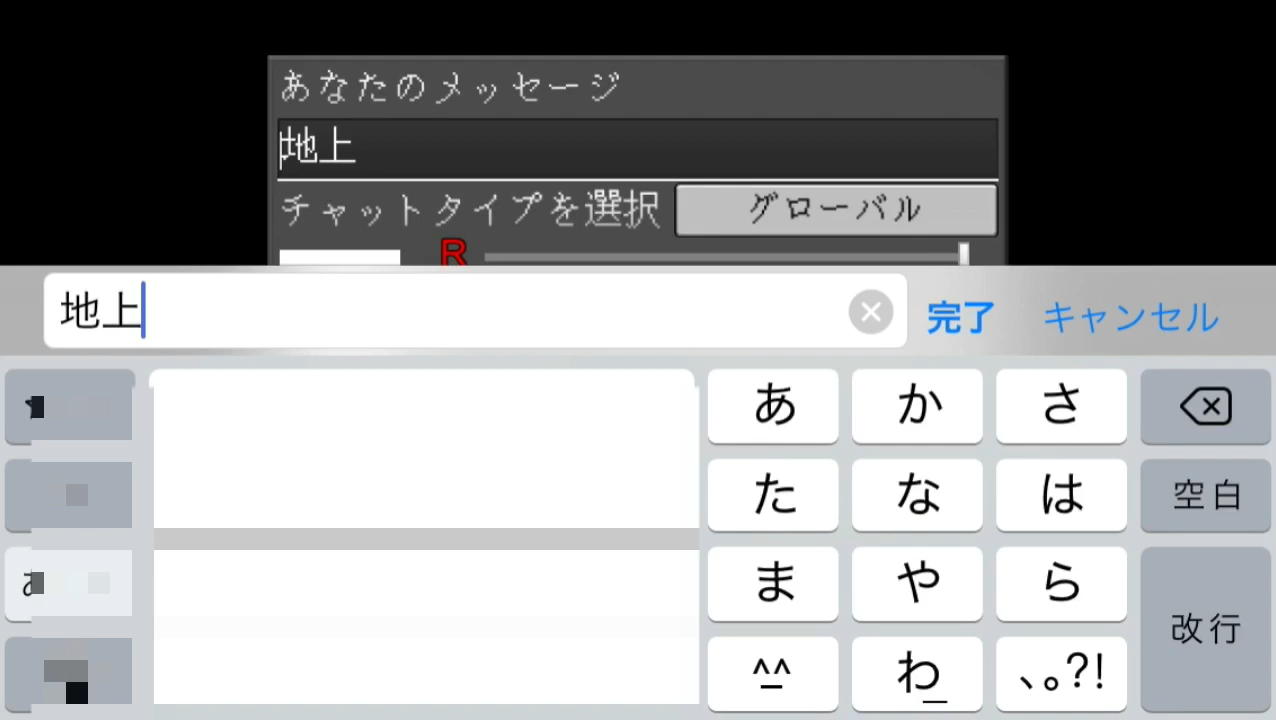 あなたのメッセージ
地上
チャットタイプを選択 グローバル
R
地上 完了 キャンセル
あ か さ
た な は 空白
ま や ら
改行
^^ わ 、。?!